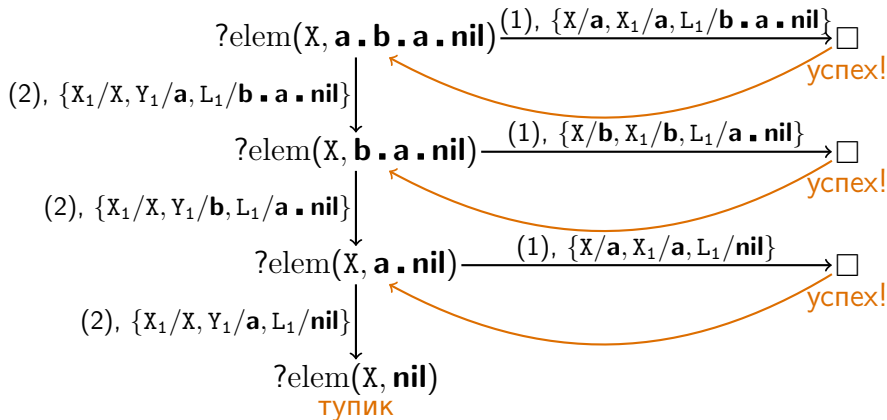 ?elem(X, a.b.a.nil) (1), {X/a, X₁/a, L₁/b.a.nil} □
успех!
(2), {X₁/X, Y₁/a, L₁/b.a.nil}
?elem(X, b.a.nil) (1), {X/b, X₁/b, L₁/a.nil} □
успех!
(2), {X₁/X, Y₁/b, L₁/a.nil}
?elem(X, a.nil) (1), {X/a, X₁/a, L₁/nil} □
успех!
(2), {X₁/X, Y₁/a, L₁/nil}
?elem(X, nil)
тупик